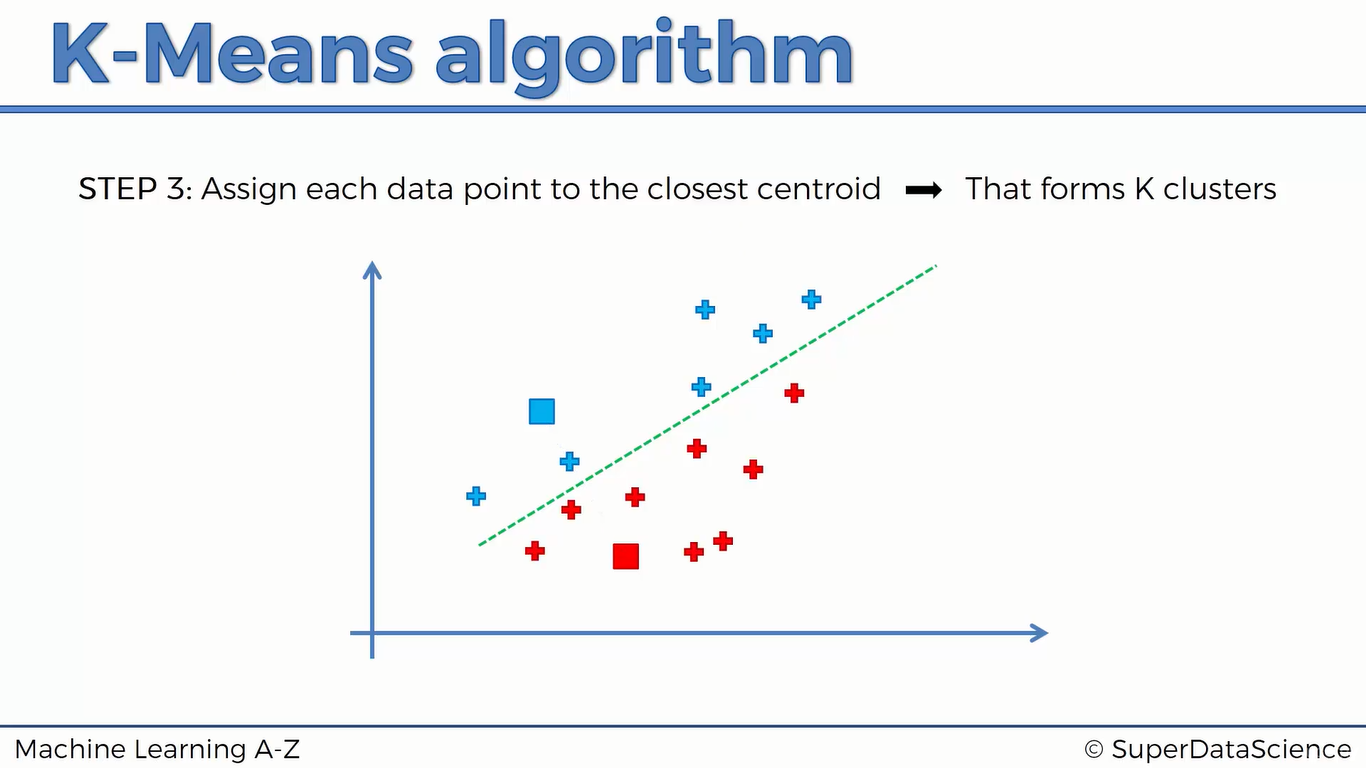 K-Means algorithm
STEP 3: Assign each data point to the closest centroid ➡ That forms K clusters
Machine Learning A-Z
© SuperDataScience